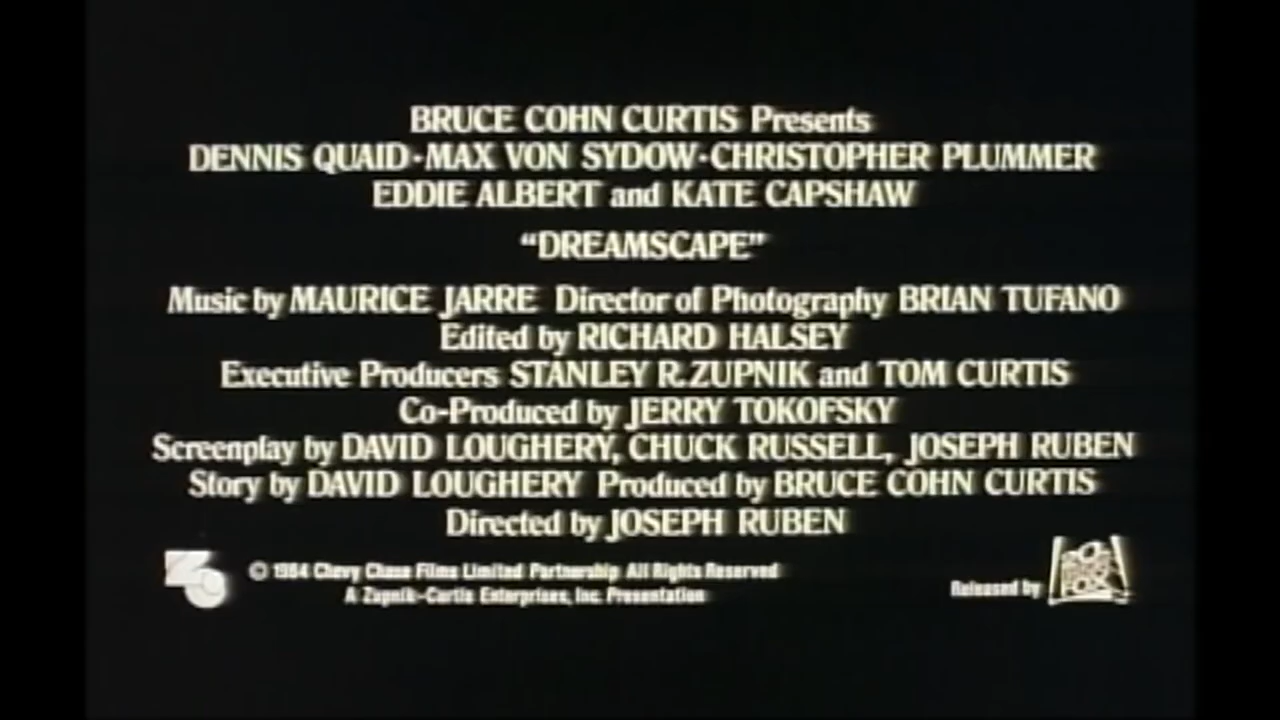 BRUCE COHN CURTIS Presents
DENNIS QUAID·MAX VON SYDOW·CHRISTOPHER PLUMMER
EDDIE ALBERT and KATE CAPSHAW
“DREAMSCAPE”
Music by MAURICE JARRE Director of Photography BRIAN TUFANO
Edited by RICHARD HALSEY
Executive Producers STANLEY R. ZUPNIK and TOM CURTIS
Co-Produced by JERRY TOKOFSKY
Screenplay by DAVID LOUGHERY, CHUCK RUSSELL, JOSEPH RUBEN
Story by DAVID LOUGHERY Produced by BRUCE COHN CURTIS
Directed by JOSEPH RUBEN
© 1984 Chevy Chase Films Limited Partnership All Rights Reserved
A Zupnik-Curtis Enterprises, Inc. Presentation
Released by
20
FOX